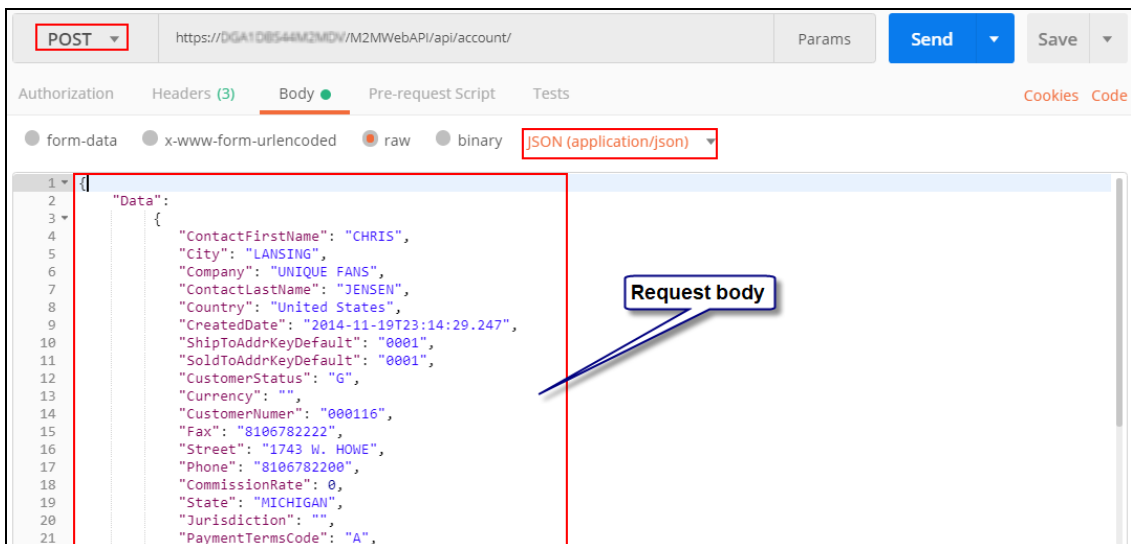 POST https:// /M2MWebAPI/api/account/ Params Send Save
Authorization Headers (3) Body Pre-request Script Tests Cookies Code
form-data x-www-form-urlencoded raw binary JSON (application/json)
1 {
2 "Data":
3 {
4 "ContactFirstName": "CHRIS",
5 "City": "LANSING",
6 "Company": "UNIQUE FANS",
7 "ContactLastName": "JENSEN",
8 "Country": "United States",
9 "CreatedDate": "2014-11-19T23:14:29.247",
10 "ShipToAddrKeyDefault": "0001",
11 "SoldToAddrKeyDefault": "0001",
12 "CustomerStatus": "G",
13 "Currency": "",
14 "CustomerNumer": "000116",
15 "Fax": "8106782222",
16 "Street": "1743 W. HOWE",
17 "Phone": "8106782200",
18 "CommissionRate": 0,
19 "State": "MICHIGAN",
20 "Jurisdiction": "",
21 "PaymentTermsCode": "A",
Request body